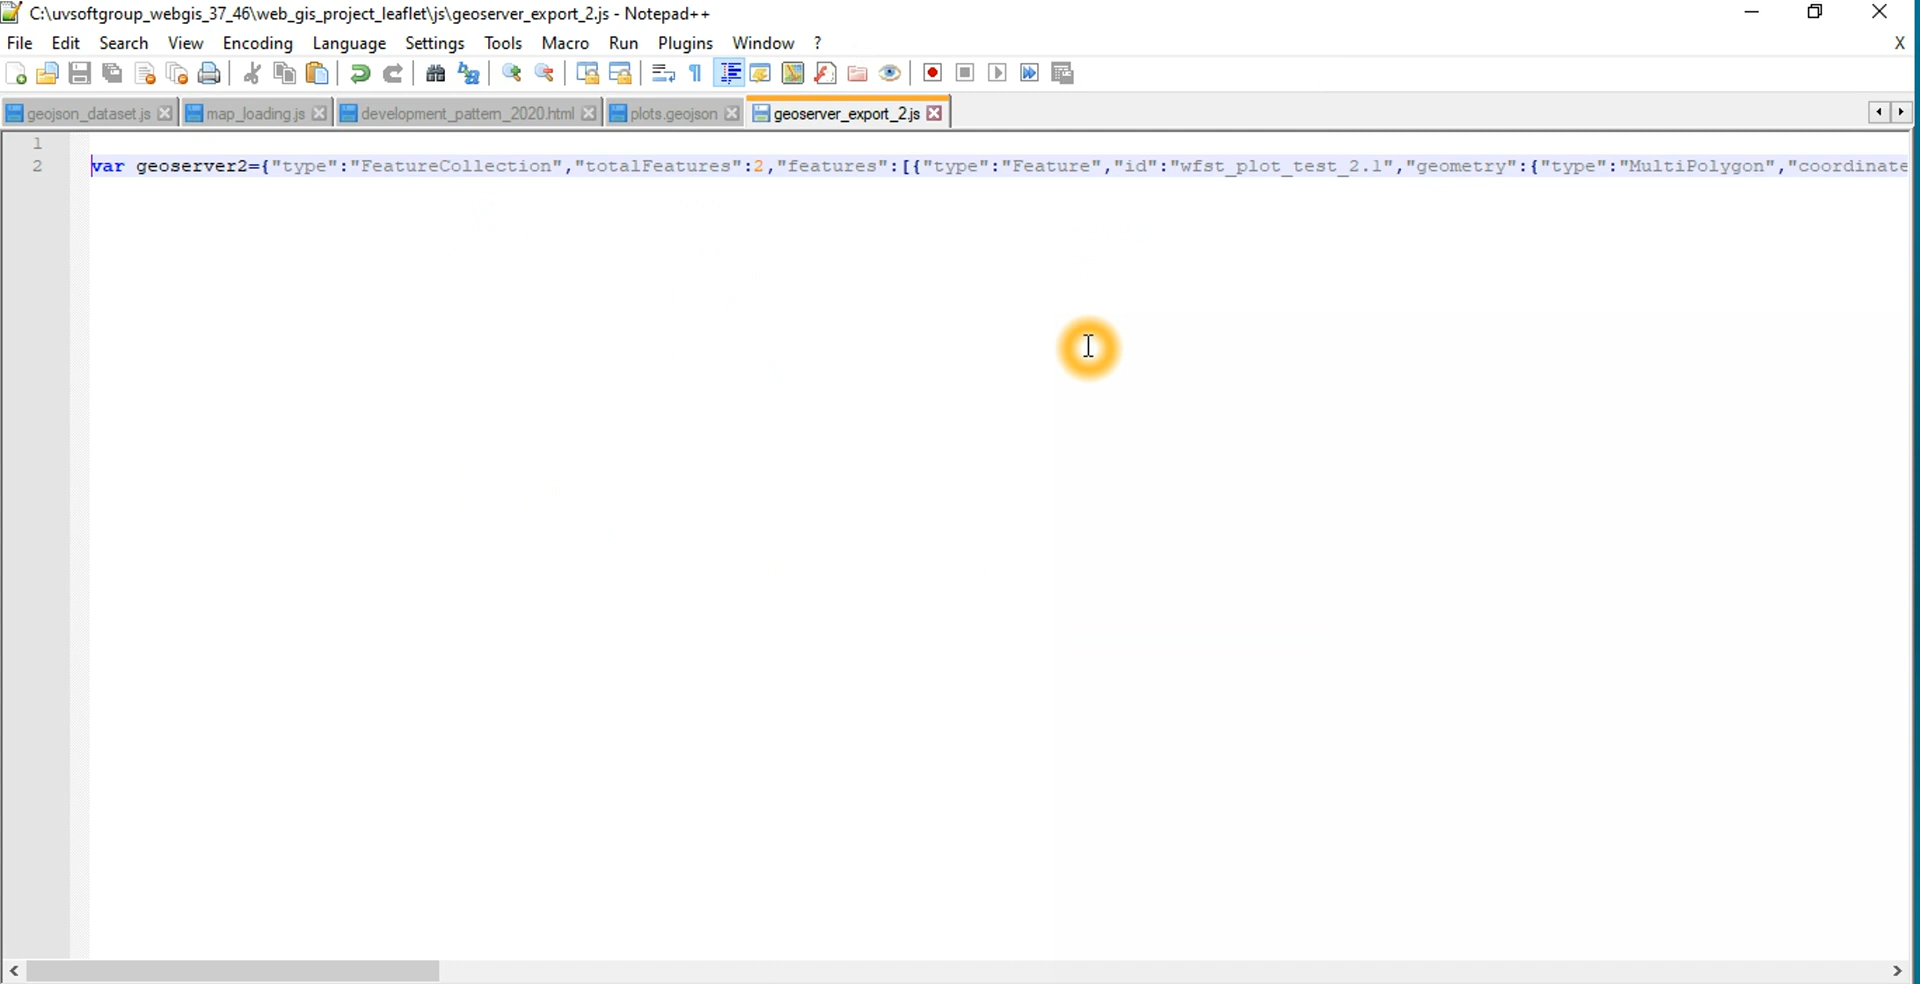 C:\uvsoftgroup_webgis_37_46\web_gis_project_leaflet\js\geoserver_export_2.js - Notepad++
File Edit Search View Encoding Language Settings Tools Macro Run Plugins Window ? X
geojson_dataset.js map_loading.js development_pattern_2020.html plots.geojson geoserver_export_2.js
1
2 var geoserver2={"type":"FeatureCollection","totalFeatures":2,"features":[{"type":"Feature","id":"wfst_plot_test_2.1","geometry":{"type":"MultiPolygon","coordinate